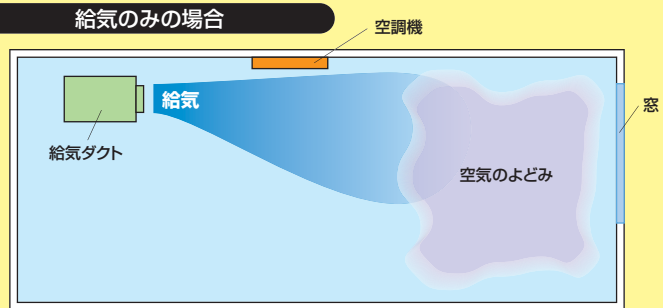 給気のみの場合
空調機
給気
窓
給気ダクト
空気のよどみ